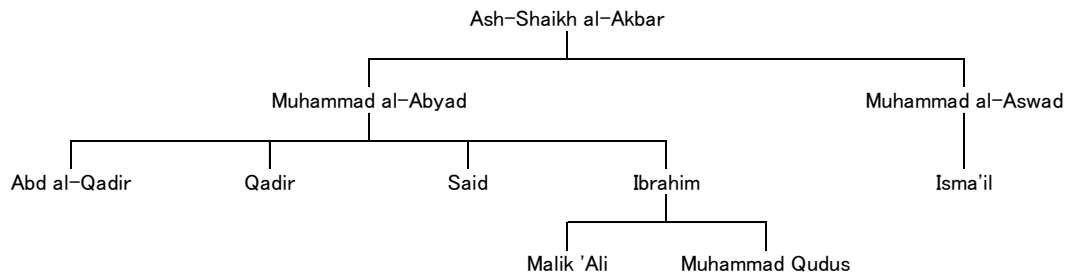 Ash-Shaikh al-Akbar
Muhammad al-Abyad
Muhammad al-Aswad
Abd al-Qadir
Qadir
Said
Ibrahim
Isma'il
Malik 'Ali
Muhammad Qudus